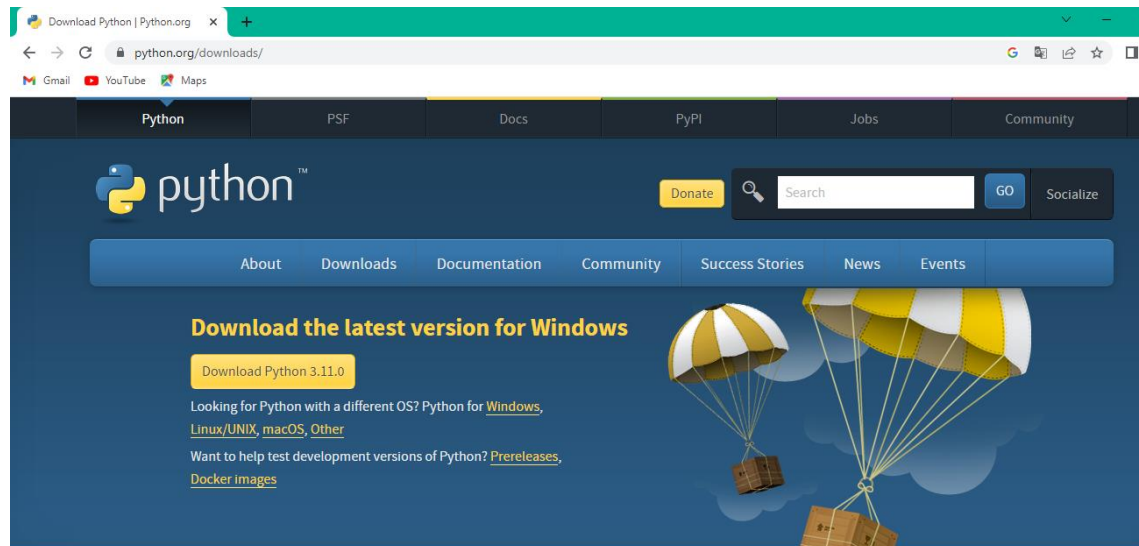 Download Python | Python.org
python.org/downloads/
Gmail YouTube Maps
Python PSF Docs PyPI Jobs Community
python™
Donate Search GO Socialize
About Downloads Documentation Community Success Stories News Events
Download the latest version for Windows
Download Python 3.11.0
Looking for Python with a different OS? Python for Windows,
Linux/UNIX, macOS, Other
Want to help test development versions of Python? Prereleases,
Docker images